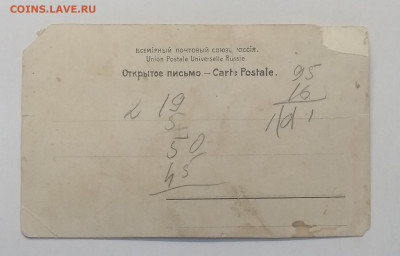 COINS.LAVE.RU
ВСЕМІРНЫЙ ПОЧТОВЫЙ СОЮЗЪ. РОССІЯ.
Union Postale Universelle Russie.
Открытое письмо. — Carte Postale.
19
5
50
45
95
16